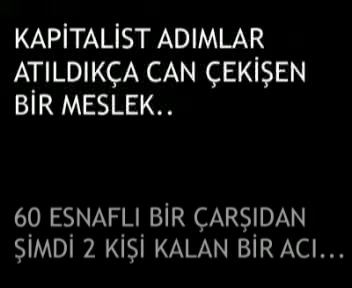 KAPİTALİST ADIMLAR
ATILDIKÇA CAN ÇEKİŞEN
BİR MESLEK..
60 ESNAFLI BİR ÇARŞIDAN
ŞİMDİ 2 KİŞİ KALAN BİR ACI...